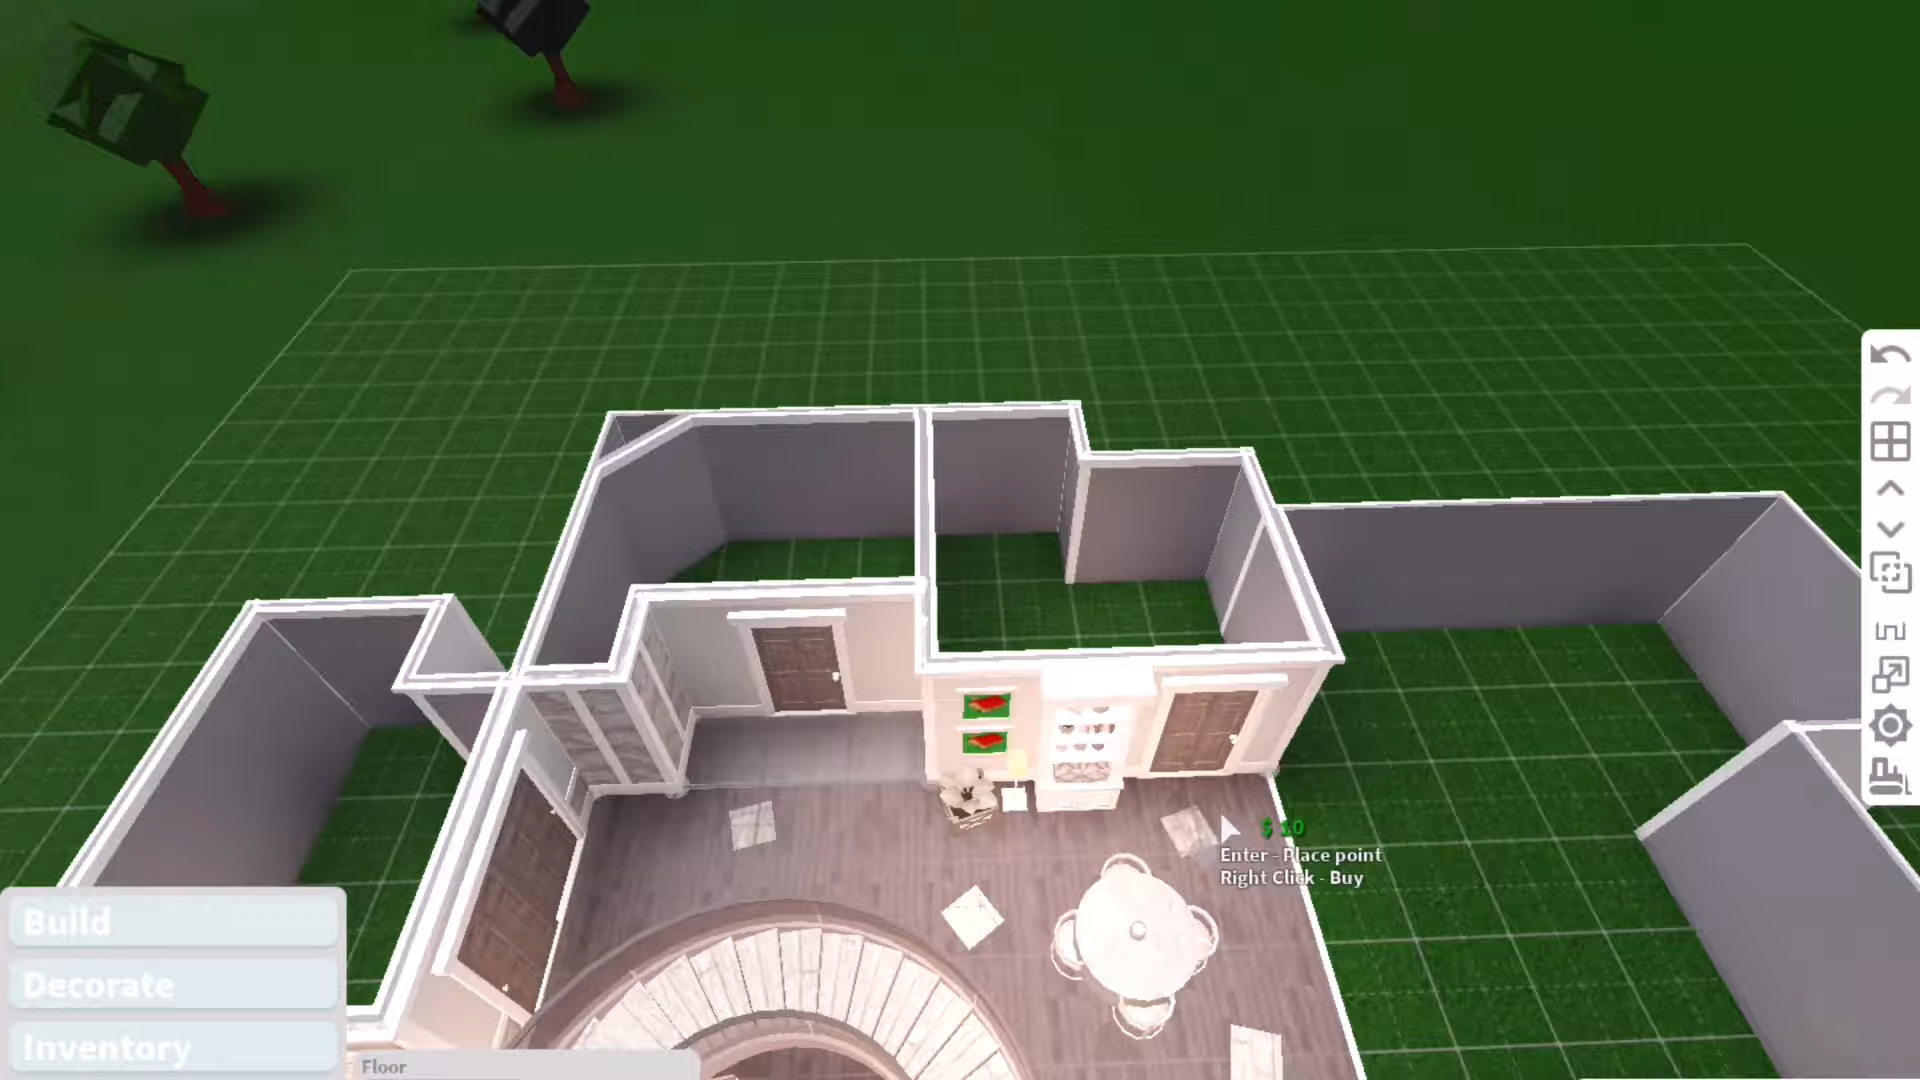 $ 10
Enter - Place point
Right Click - Buy
Build
Decorate
Inventory
Floor